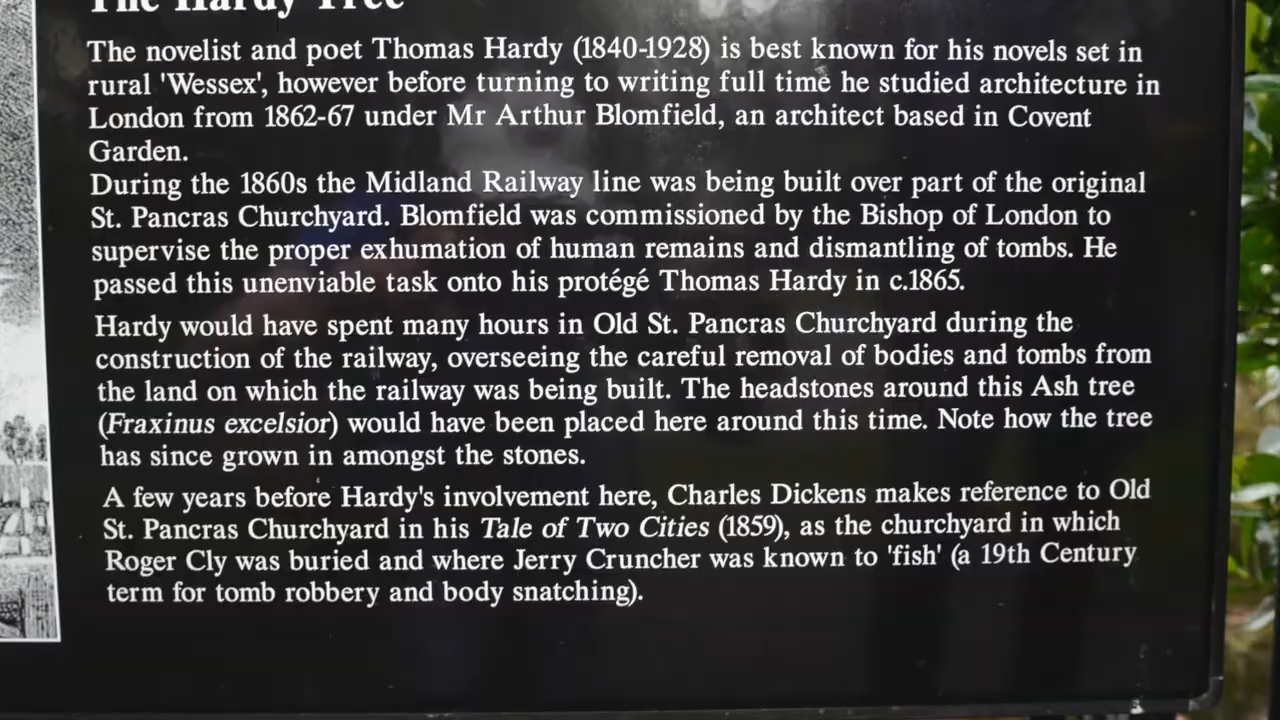 The Hardy Tree
The novelist and poet Thomas Hardy (1840-1928) is best known for his novels set in
rural 'Wessex', however before turning to writing full time he studied architecture in
London from 1862-67 under Mr Arthur Blomfield, an architect based in Covent
Garden.
During the 1860s the Midland Railway line was being built over part of the original
St. Pancras Churchyard. Blomfield was commissioned by the Bishop of London to
supervise the proper exhumation of human remains and dismantling of tombs. He
passed this unenviable task onto his protégé Thomas Hardy in c.1865.
Hardy would have spent many hours in Old St. Pancras Churchyard during the
construction of the railway, overseeing the careful removal of bodies and tombs from
the land on which the railway was being built. The headstones around this Ash tree
(Fraxinus excelsior) would have been placed here around this time. Note how the tree
has since grown in amongst the stones.
A few years before Hardy's involvement here, Charles Dickens makes reference to Old
St. Pancras Churchyard in his Tale of Two Cities (1859), as the churchyard in which
Roger Cly was buried and where Jerry Cruncher was known to 'fish' (a 19th Century
term for tomb robbery and body snatching).